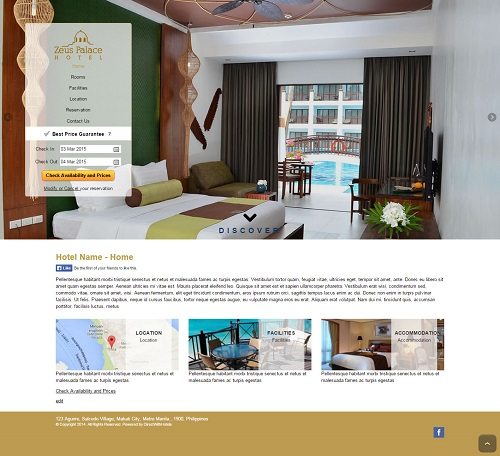 Zeus Palace
HOTEL
Home
Rooms
Facilities
Location
Reservation
Contact Us
Best Price Guarantee ?
Check In: 03 Mar 2015
Check Out: 04 Mar 2015
Check Availability and Prices
Modify or Cancel your reservation
DISCOVER
Hotel Name - Home
Like Be the first of your friends to like this.
Pellentesque habitant morbi tristique senectus et netus et malesuada fames ac turpis egestas. Vestibulum tortor quam, feugiat vitae, ultricies eget, tempor sit amet, ante. Donec eu libero sit
amet quam egestas semper. Aenean ultricies mi vitae est. Mauris placerat eleifend leo. Quisque sit amet est et sapien ullamcorper pharetra. Vestibulum erat wisi, condimentum sed,
commodo vitae, ornare sit amet, wisi. Aenean fermentum, elit eget tincidunt condimentum, eros ipsum rutrum orci, sagittis tempus lacus enim ac dui. Donec non enim in turpis pulvinar
facilisis. Ut felis. Praesent dapibus, neque id cursus faucibus, tortor neque egestas augue, eu vulputate magna eros eu erat. Aliquam erat volutpat. Nam dui mi, tincidunt quis, accumsan
porttitor, facilisis luctus, metus
LOCATION
Location
FACILITIES
Facilities
ACCOMMODATION
Accommodation
Pellentesque habitant morbi tristique senectus et netus et
malesuada fames ac turpis egestas
Pellentesque habitant morbi tristique senectus et netus et
malesuada fames ac turpis egestas
Pellentesque habitant morbi tristique senectus et netus et
malesuada fames ac turpis egestas
Check Availability and Prices
edit
123 Aguirre, Salcedo Village, Makati City, Metro Manila , 1900, Philippines
© Copyright 2014. All Rights Reserved. Powered by DirectWithHotels